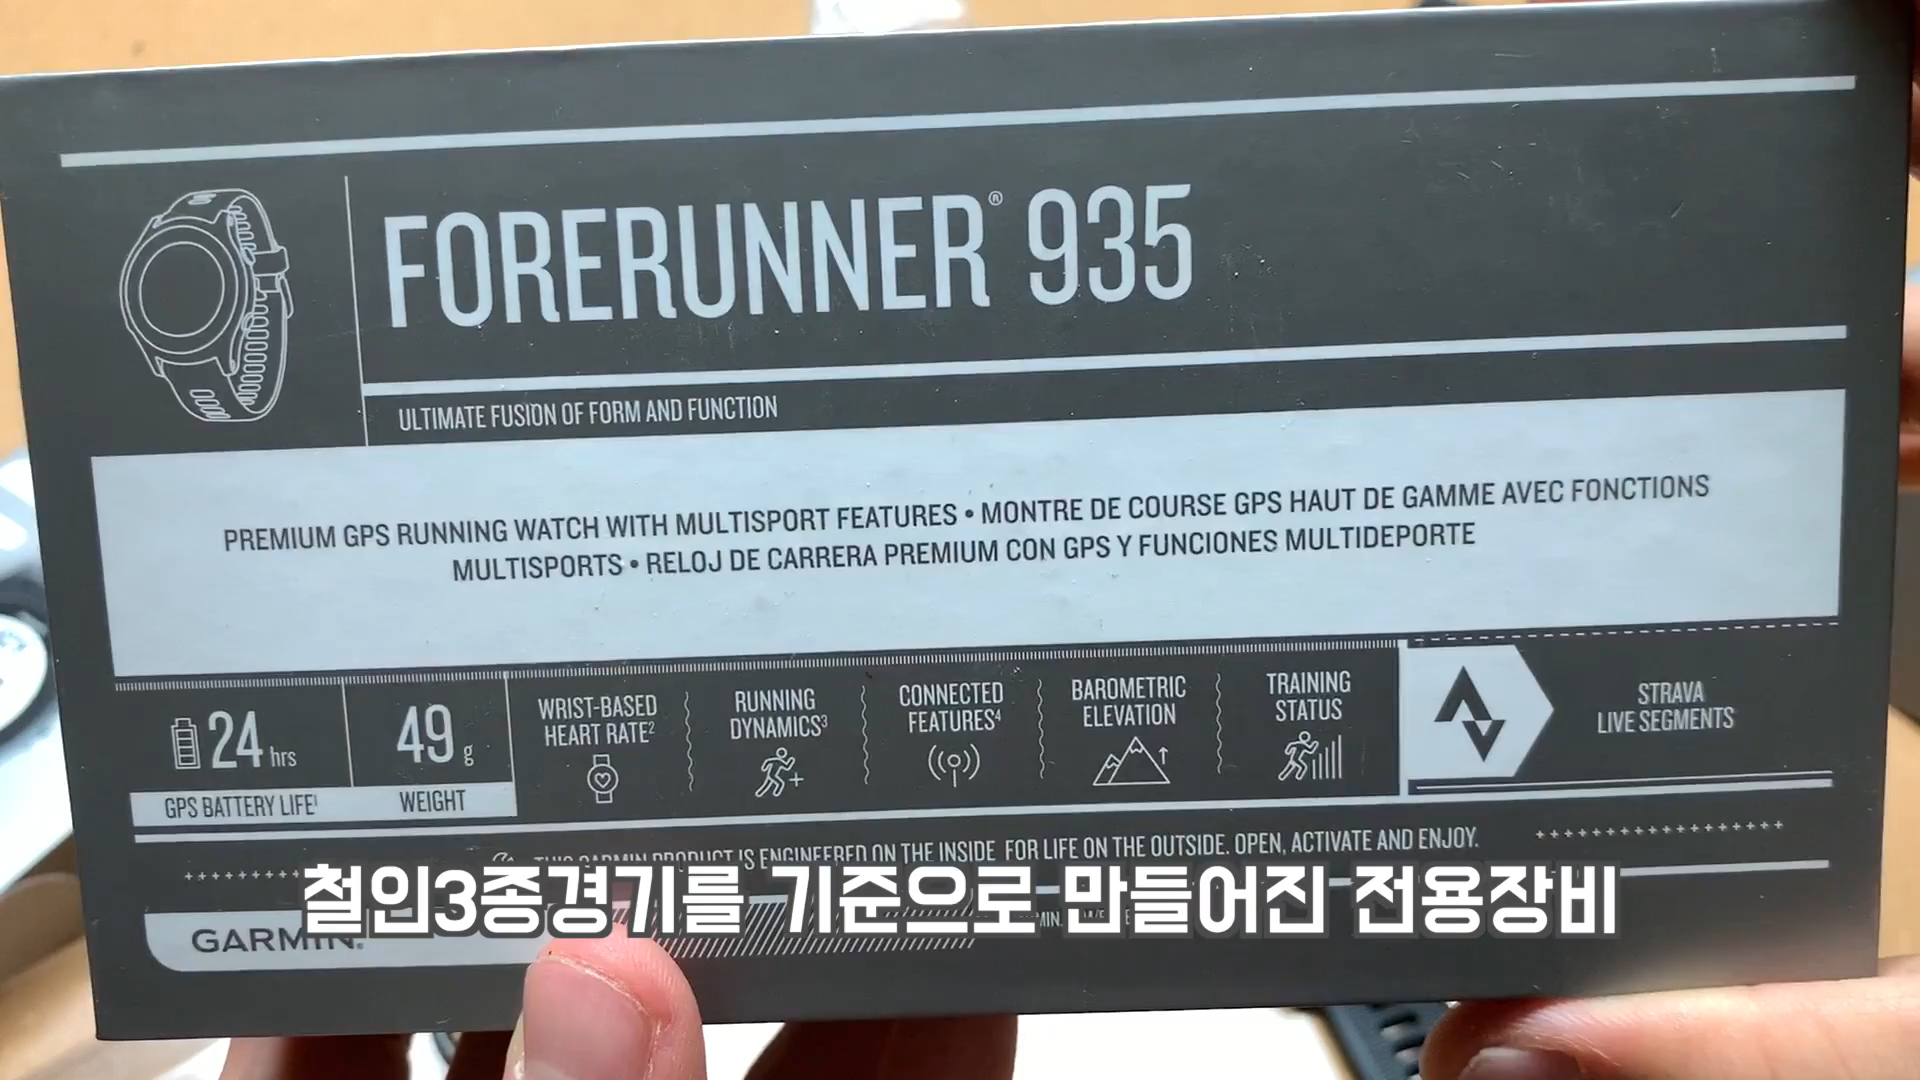 FORERUNNER® 935
ULTIMATE FUSION OF FORM AND FUNCTION
PREMIUM GPS RUNNING WATCH WITH MULTISPORT FEATURES • MONTRE DE COURSE GPS HAUT DE GAMME AVEC FONCTIONS
MULTISPORTS • RELOJ DE CARRERA PREMIUM CON GPS Y FUNCIONES MULTIDEPORTE
24 hrs
GPS BATTERY LIFE¹
49 g
WEIGHT
WRIST-BASED
HEART RATE²
RUNNING
DYNAMICS³
CONNECTED
FEATURES⁴
BAROMETRIC
ELEVATION
TRAINING
STATUS
STRAVA
LIVE SEGMENTS
THIS GARMIN PRODUCT IS ENGINEERED ON THE INSIDE FOR LIFE ON THE OUTSIDE. OPEN, ACTIVATE AND ENJOY.
철인3종경기를 기준으로 만들어진 전용장비
GARMIN.